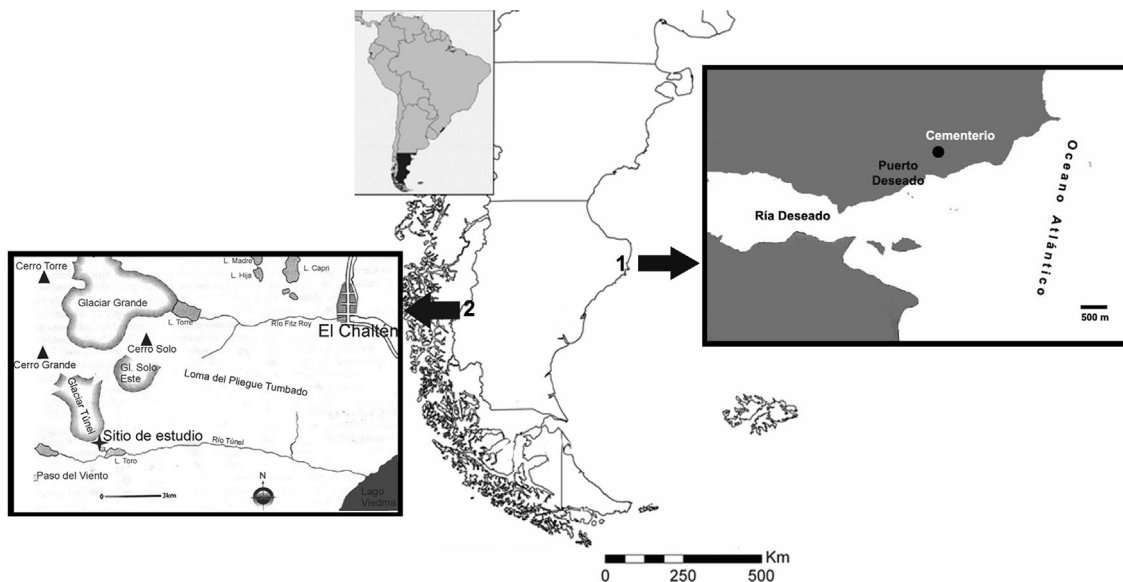 1
2
Cementerio
Puerto
Deseado
Ría Deseado
Oceano Atlántico
500 m
Cerro Torre
L. Madre
L. Hija
L. Capri
Glaciar Grande
L. Torre
Río Fitz Roy
El Chaltén
Cerro Solo
Cerro Grande
Gl. Solo
Este
Loma del Pliegue Tumbado
Glaciar Túnel
Sitio de estudio
Río Túnel
L. Toro
Paso del Viento
0 3km
N
Lago
Viedma
Km
0 250 500